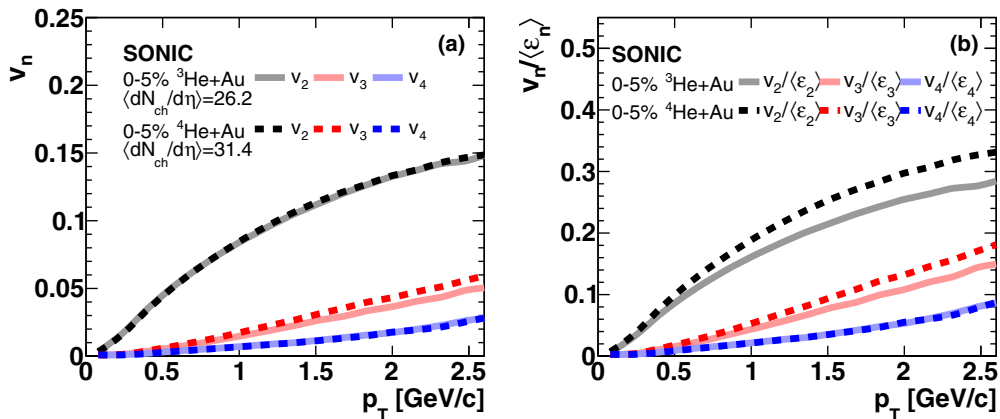 v_n
0.25
0.2
0.15
0.1
0.05
0
SONIC
(a)
0-5% ³He+Au v₂ v₃ v₄
⟨dN_ch/dη⟩=26.2
0-5% ⁴He+Au v₂ v₃ v₄
⟨dN_ch/dη⟩=31.4
0 0.5 1 1.5 2 2.5
p_T [GeV/c]
v_n/⟨ε_n⟩
0.5
0.4
0.3
0.2
0.1
0
SONIC
(b)
0-5% ³He+Au v₂/⟨ε₂⟩ v₃/⟨ε₃⟩ v₄/⟨ε₄⟩
0-5% ⁴He+Au v₂/⟨ε₂⟩ v₃/⟨ε₃⟩ v₄/⟨ε₄⟩
0 0.5 1 1.5 2 2.5
p_T [GeV/c]